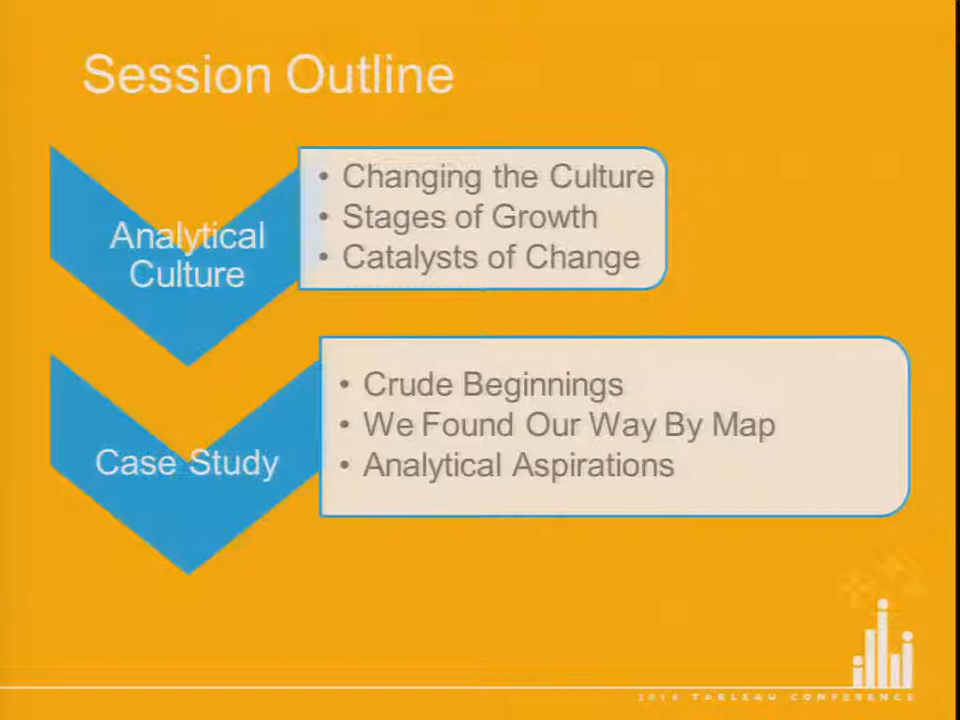 Session Outline
Analytical
Culture
• Changing the Culture
• Stages of Growth
• Catalysts of Change
Case Study
• Crude Beginnings
• We Found Our Way By Map
• Analytical Aspirations
TABLEAU CONFERENCE